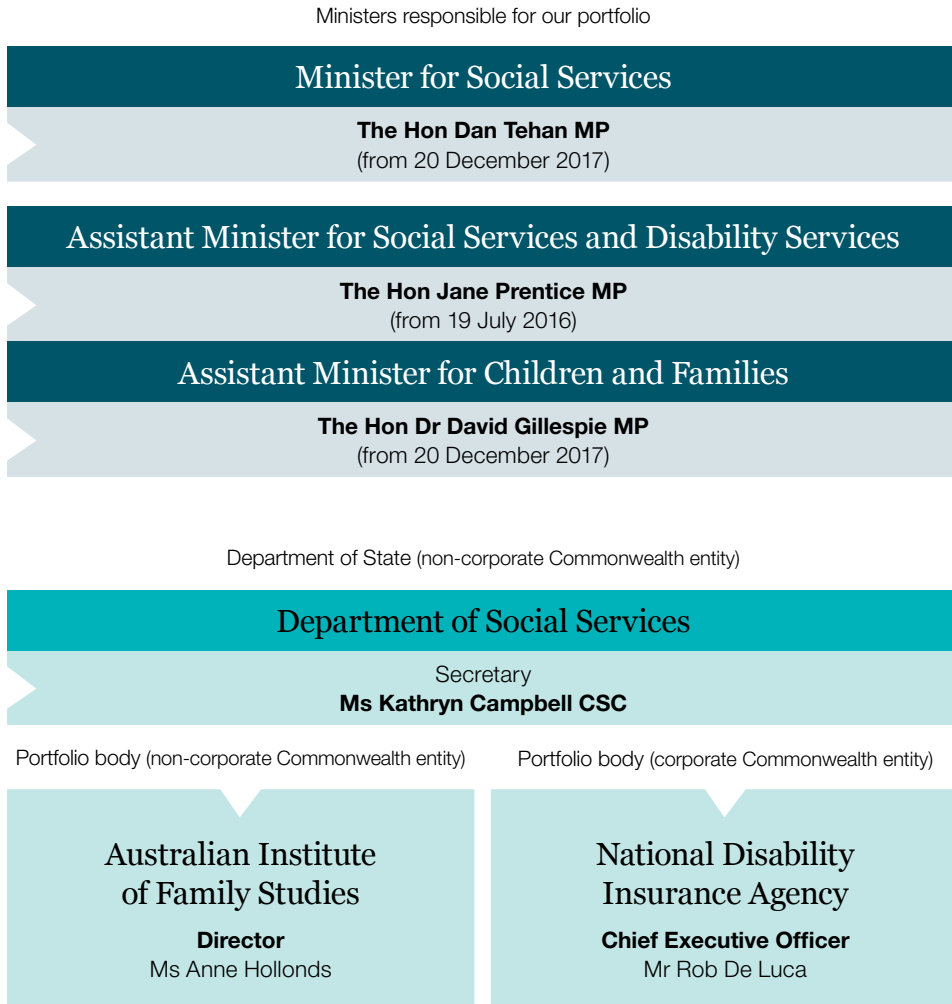 Ministers responsible for our portfolio
Minister for Social Services
The Hon Dan Tehan MP
(from 20 December 2017)
Assistant Minister for Social Services and Disability Services
The Hon Jane Prentice MP
(from 19 July 2016)
Assistant Minister for Children and Families
The Hon Dr David Gillespie MP
(from 20 December 2017)
Department of State (non-corporate Commonwealth entity)
Department of Social Services
Secretary
Ms Kathryn Campbell CSC
Portfolio body (non-corporate Commonwealth entity)
Australian Institute
of Family Studies
Director
Ms Anne Hollonds
Portfolio body (corporate Commonwealth entity)
National Disability
Insurance Agency
Chief Executive Officer
Mr Rob De Luca